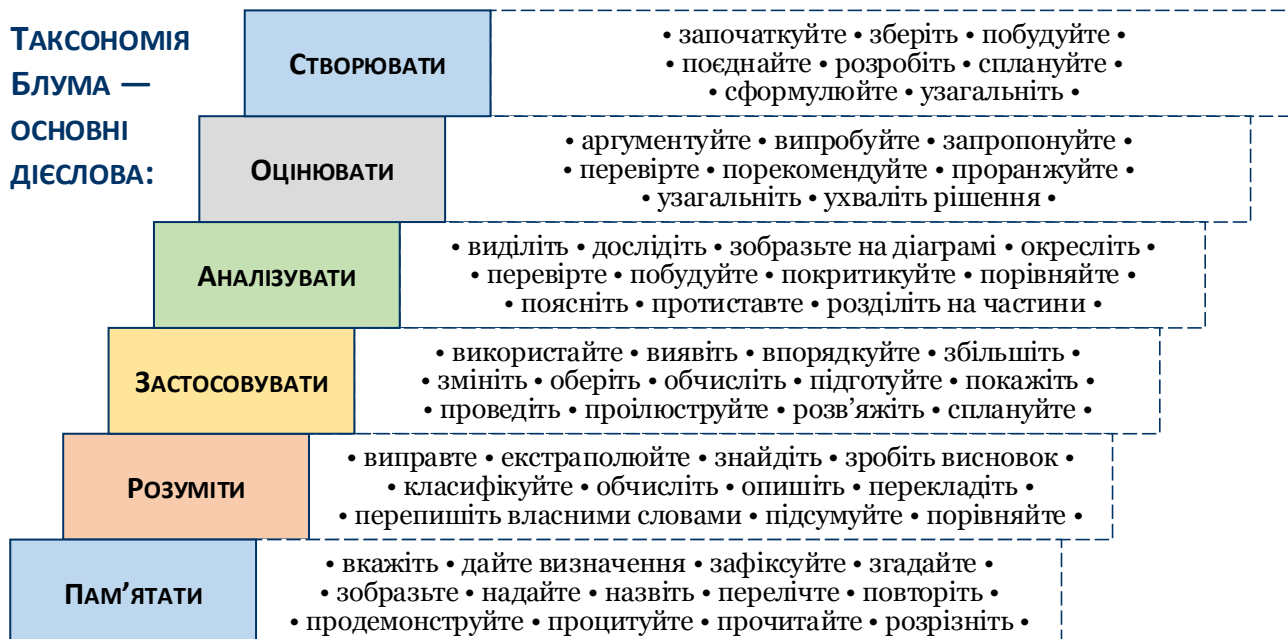 Таксономія
Блума —
основні
дієслова:
Створювати
• започаткуйте • зберіть • побудуйте •
• поєднайте • розробіть • сплануйте •
• сформулюйте • узагальніть •
Оцінювати
• аргументуйте • випробуйте • запропонуйте •
• перевірте • порекомендуйте • проранжуйте •
• узагальніть • ухваліть рішення •
Аналізувати
• виділіть • дослідіть • зобразьте на діаграмі • окресліть •
• перевірте • побудуйте • покритикуйте • порівняйте •
• поясніть • протиставте • розділіть на частини •
Застосовувати
• використайте • виявіть • впорядкуйте • збільшіть •
• змініть • оберіть • обчисліть • підготуйте • покажіть •
• проведіть • проілюструйте • розв’яжіть • сплануйте •
Розуміти
• виправте • екстраполюйте • знайдіть • зробіть висновок •
• класифікуйте • обчисліть • опишіть • перекладіть •
• перепишіть власними словами • підсумуйте • порівняйте •
Пам’ятати
• вкажіть • дайте визначення • зафіксуйте • згадайте •
• зобразьте • надайте • назвіть • перелічте • повторіть •
• продемонструйте • процитуйте • прочитайте • розрізніть •